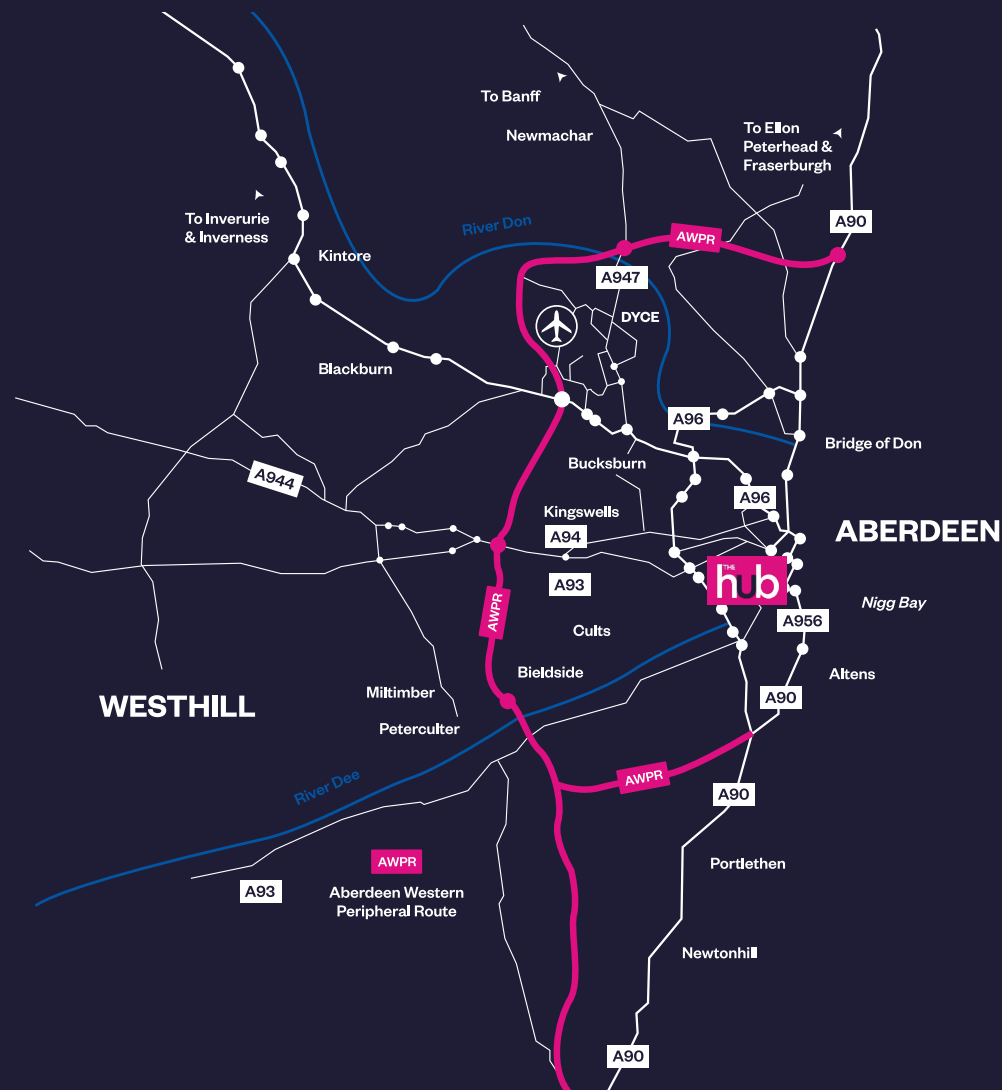 To Banff
Newmachar
To Ellon
Peterhead &
Fraserburgh
A90
To Inverurie
& Inverness
River Don
AWPR
Kintore
A947
DYCE
Blackburn
A96
Bridge of Don
Bucksburn
A944
A96
Kingswells
ABERDEEN
A94
THE
hub
A93
Nigg Bay
AWPR
A956
Cults
Bieldside
Altens
Miltimber
A90
WESTHILL
Peterculter
AWPR
River Dee
A90
AWPR
Portlethen
A93
Aberdeen Western
Peripheral Route
Newtonhill
A90